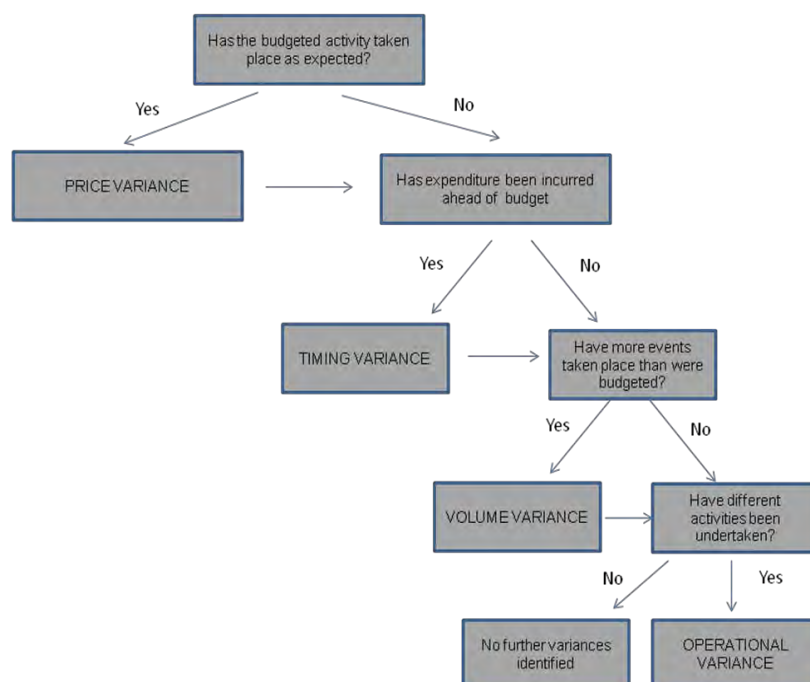 Has the budgeted activity taken
place as expected?
Yes
No
PRICE VARIANCE
Has expenditure been incurred
ahead of budget
Yes
No
TIMING VARIANCE
Have more events
taken place than were
budgeted?
Yes
No
VOLUME VARIANCE
Have different
activities been
undertaken?
No
Yes
No further variances
identified
OPERATIONAL
VARIANCE